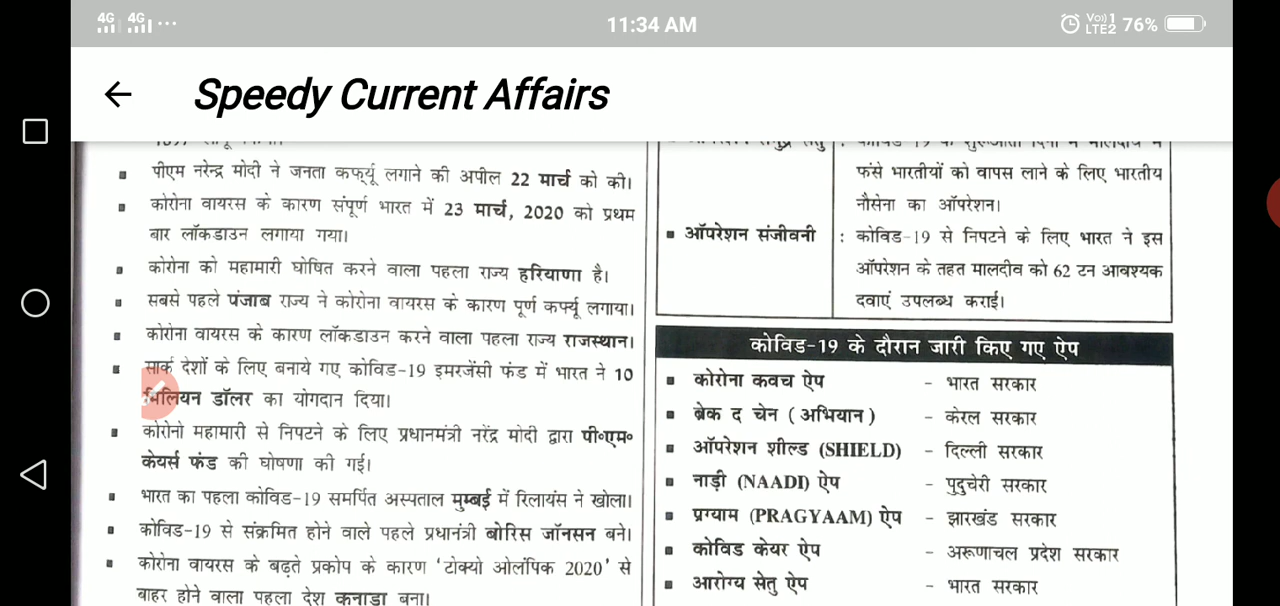 4G 4G ...
11:34 AM
Vo)) 1
LTE2 76%
Speedy Current Affairs
पीएम नरेन्द्र मोदी ने जनता कर्फ्यू लगाने की अपील 22 मार्च को की।
कोरोना वायरस के कारण संपूर्ण भारत में 23 मार्च, 2020 को प्रथम
बार लॉकडाउन लगाया गया।
कोरोना को महामारी घोषित करने वाला पहला राज्य हरियाणा है।
सबसे पहले पंजाब राज्य ने कोरोना वायरस के कारण पूर्ण कर्फ्यू लगाया।
कोरोना वायरस के कारण लॉकडाउन करने वाला पहला राज्य राजस्थान।
सार्क देशों के लिए बनाये गए कोविड-19 इमरजेंसी फंड में भारत ने 10
मिलियन डॉलर का योगदान दिया।
कोरोनो महामारी से निपटने के लिए प्रधानमंत्री नरेंद्र मोदी द्वारा पी॰एम॰
केयर्स फंड की घोषणा की गई।
भारत का पहला कोविड-19 समर्पित अस्पताल मुम्बई में रिलायंस ने खोला।
कोविड-19 से संक्रमित होने वाले पहले प्रधानंत्री बोरिस जॉनसन बने।
कोरोना वायरस के बढ़ते प्रकोप के कारण 'टोक्यो ओलंपिक 2020' से
बाहर होने वाला पहला देश कनाडा बना।
फंसे भारतीयों को वापस लाने के लिए भारतीय
नौसेना का ऑपरेशन।
ऑपरेशन संजीवनी : कोविड-19 से निपटने के लिए भारत ने इस
ऑपरेशन के तहत मालदीव को 62 टन आवश्यक
दवाएं उपलब्ध कराई।
कोविड-19 के दौरान जारी किए गए ऐप
कोरोना कवच ऐप - भारत सरकार
ब्रेक द चेन (अभियान) - केरल सरकार
ऑपरेशन शील्ड (SHIELD) - दिल्ली सरकार
नाड़ी (NAADI) ऐप - पुदुचेरी सरकार
प्रग्याम (PRAGYAAM) ऐप - झारखंड सरकार
कोविड केयर ऐप - अरूणाचल प्रदेश सरकार
आरोग्य सेतु ऐप - भारत सरकार